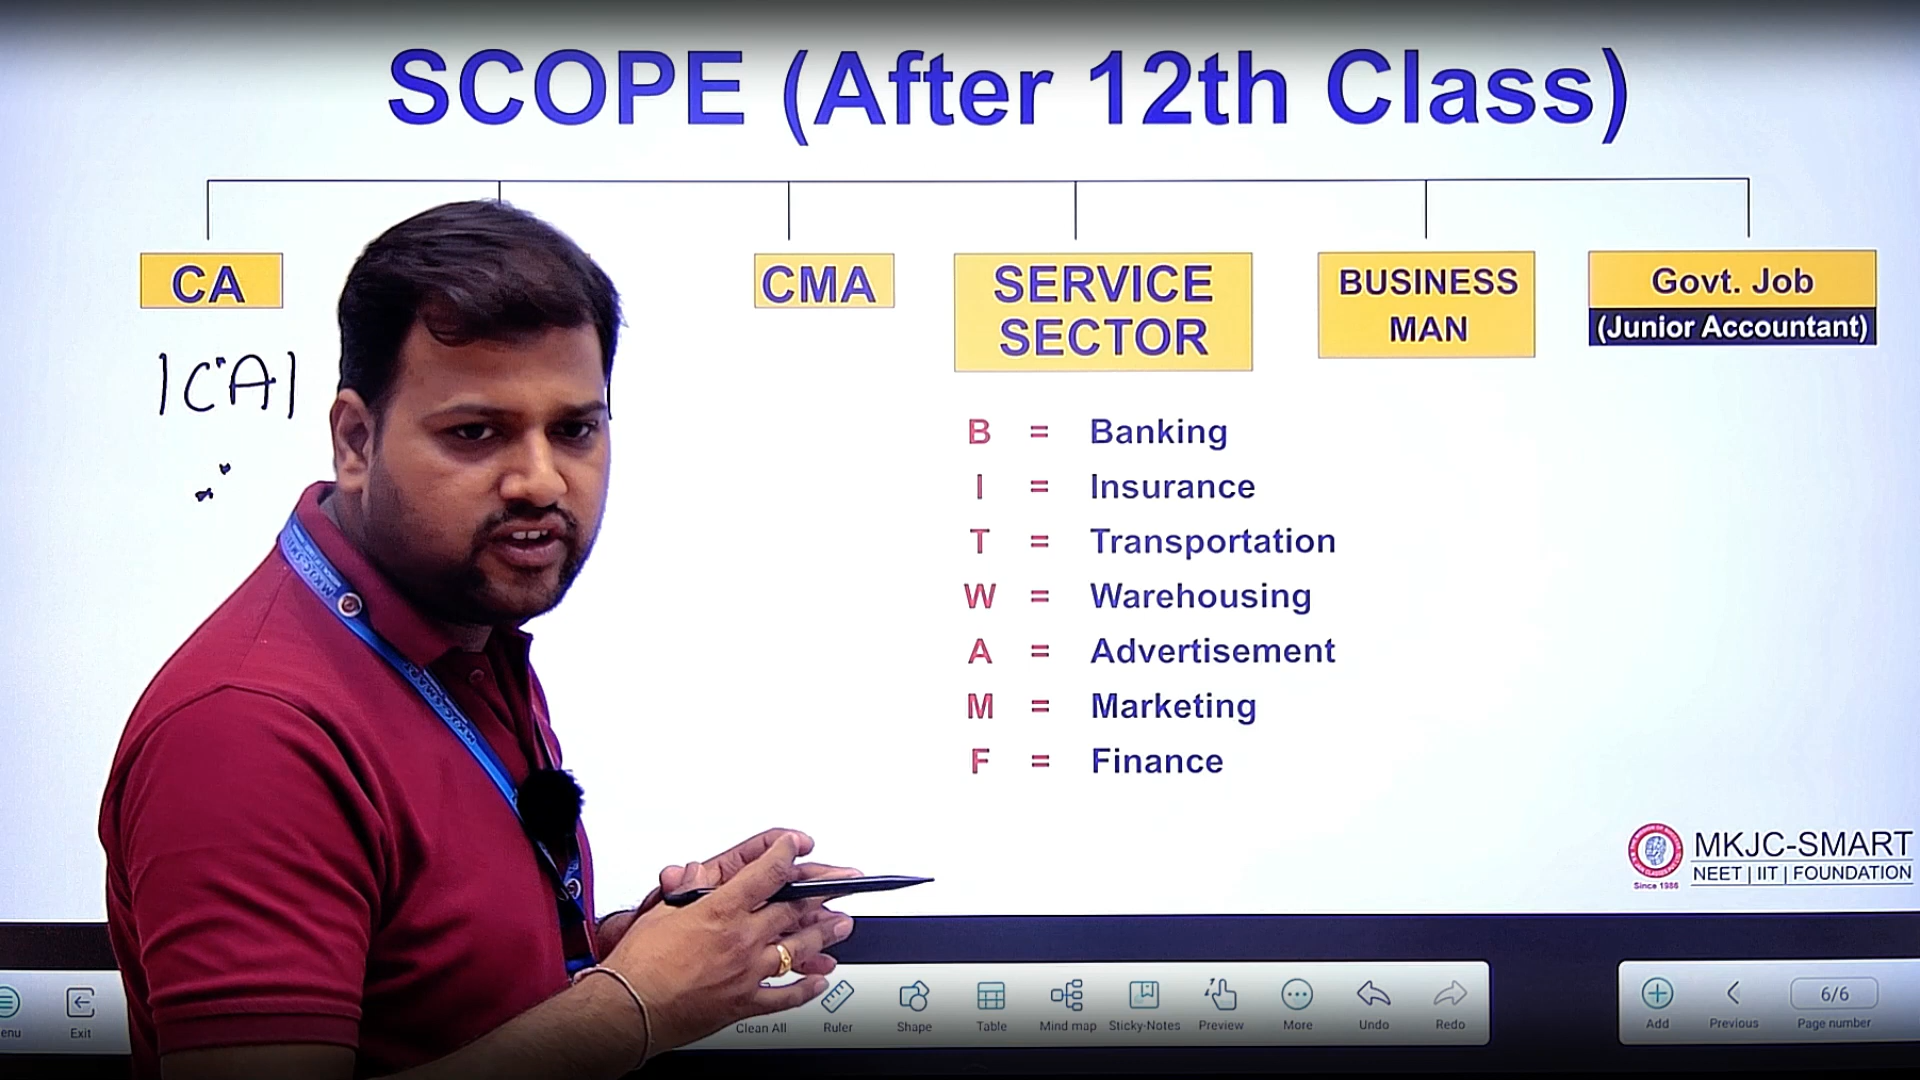 SCOPE (After 12th Class)
CA
CMA
SERVICE
SECTOR
BUSINESS
MAN
Govt. Job
(Junior Accountant)
ICAI
B = Banking
I = Insurance
T = Transportation
W = Warehousing
A = Advertisement
M = Marketing
F = Finance
MKJC-SMART
NEET | IIT | FOUNDATION
Since 1986
enu
Exit
Clean All
Ruler
Shape
Table
Mind map
Sticky-Notes
Preview
More
Undo
Redo
Add
Previous
6/6
Page number